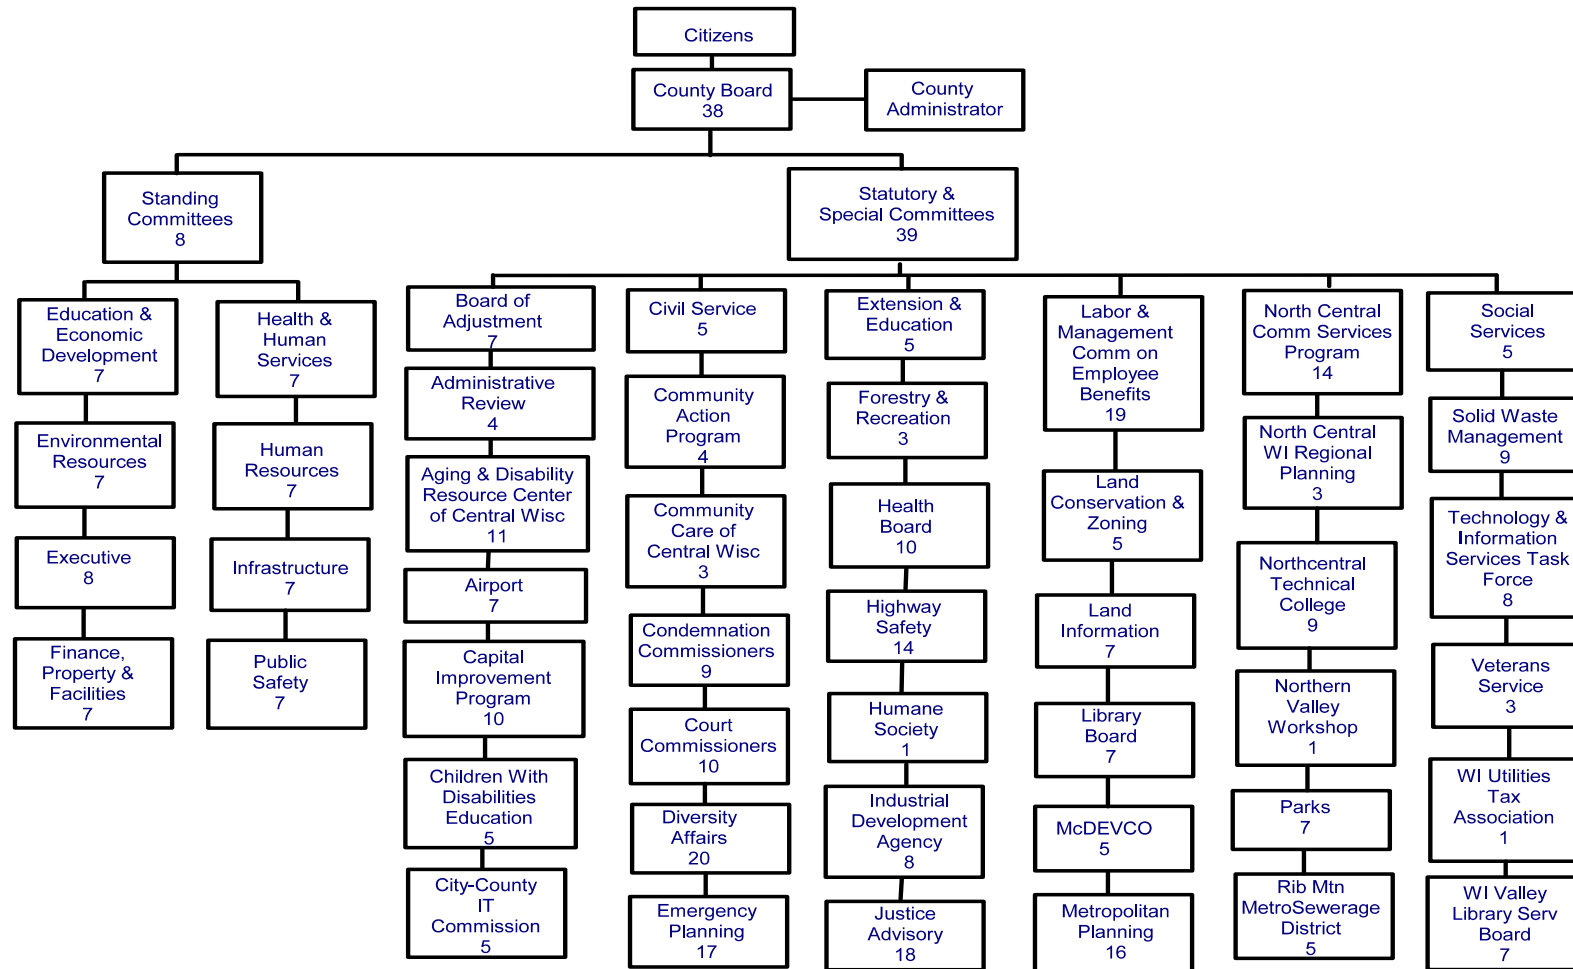 Citizens
County Board
38
County
Administrator
Standing
Committees
8
Statutory &
Special Committees
39
Education &
Economic
Development
7
Environmental
Resources
7
Executive
8
Finance,
Property &
Facilities
7
Health &
Human
Services
7
Human
Resources
7
Infrastructure
7
Public
Safety
7
Board of
Adjustment
7
Administrative
Review
4
Aging & Disability
Resource Center
of Central Wisc
11
Airport
7
Capital
Improvement
Program
10
Children With
Disabilities
Education
5
City-County
IT
Commission
5
Civil Service
5
Community
Action
Program
4
Community
Care of
Central Wisc
3
Condemnation
Commissioners
9
Court
Commissioners
10
Diversity
Affairs
20
Emergency
Planning
17
Extension &
Education
5
Forestry &
Recreation
3
Health
Board
10
Highway
Safety
14
Humane
Society
1
Industrial
Development
Agency
8
Justice
Advisory
18
Labor &
Management
Comm on
Employee
Benefits
19
Land
Conservation &
Zoning
5
Land
Information
7
Library
Board
7
McDEVCO
5
Metropolitan
Planning
16
North Central
Comm Services
Program
14
North Central
WI Regional
Planning
3
Northcentral
Technical
College
9
Northern
Valley
Workshop
1
Parks
7
Rib Mtn
MetroSewerage
District
5
Social
Services
5
Solid Waste
Management
9
Technology &
Information
Services Task
Force
8
Veterans
Service
3
WI Utilities
Tax
Association
1
WI Valley
Library Serv
Board
7